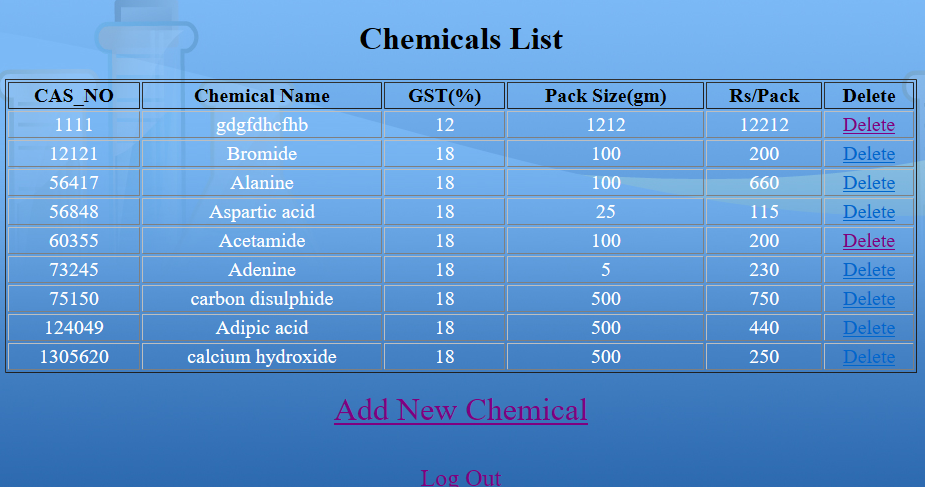 Chemicals List
CAS_NO Chemical Name GST(%) Pack Size(gm) Rs/Pack Delete
1111 gdgfdhcfhb 12 1212 12212 Delete
12121 Bromide 18 100 200 Delete
56417 Alanine 18 100 660 Delete
56848 Aspartic acid 18 25 115 Delete
60355 Acetamide 18 100 200 Delete
73245 Adenine 18 5 230 Delete
75150 carbon disulphide 18 500 750 Delete
124049 Adipic acid 18 500 440 Delete
1305620 calcium hydroxide 18 500 250 Delete
Add New Chemical
Log Out